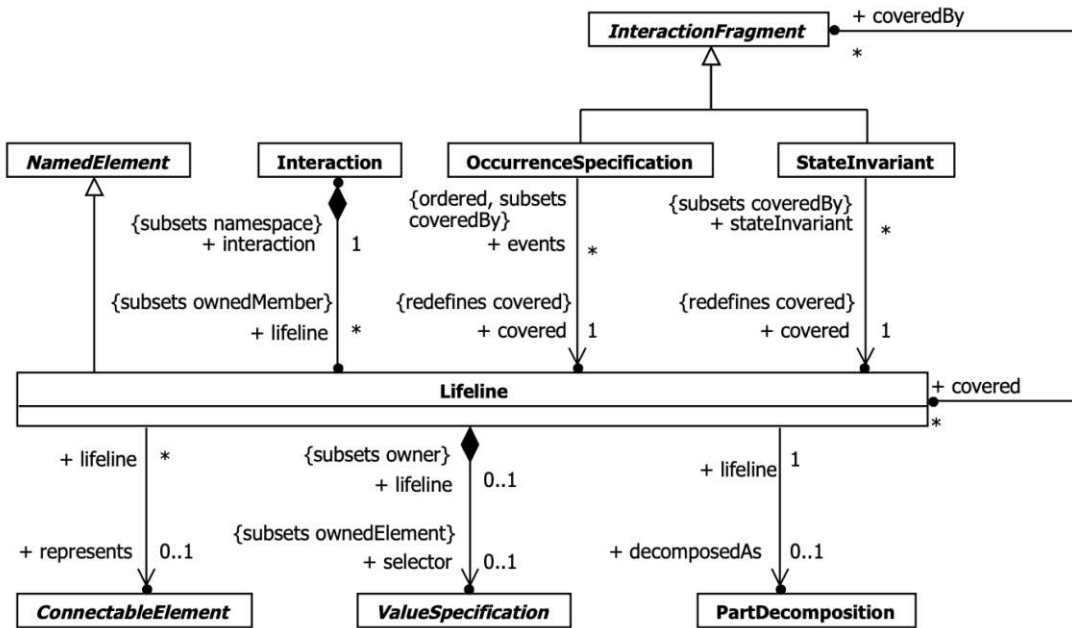 + coveredBy
InteractionFragment
*
NamedElement
Interaction
OccurrenceSpecification
StateInvariant
{subsets namespace}
+ interaction
1
{ordered, subsets
coveredBy}
+ events
*
{subsets coveredBy}
+ stateInvariant
*
{subsets ownedMember}
+ lifeline
*
{redefines covered}
+ covered
1
{redefines covered}
+ covered
1
Lifeline
+ covered
*
+ lifeline
*
{subsets owner}
+ lifeline
0..1
+ lifeline
1
+ represents
0..1
{subsets ownedElement}
+ selector
0..1
+ decomposedAs
0..1
ConnectableElement
ValueSpecification
PartDecomposition